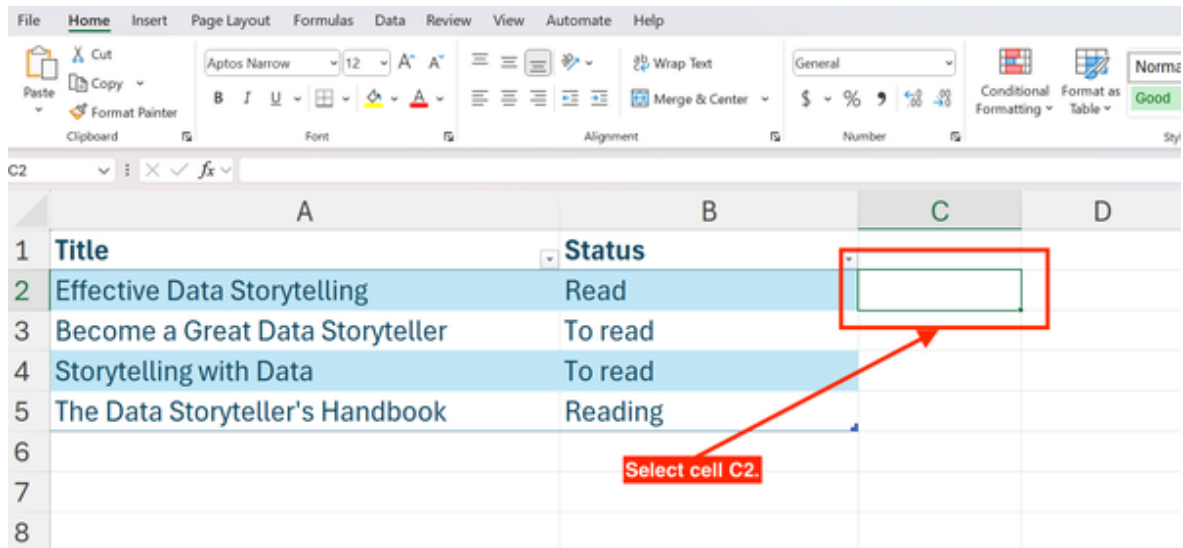 File Home Insert Page Layout Formulas Data Review View Automate Help
Paste
Cut
Copy
Format Painter
Clipboard
Aptos Narrow 12 A^ A˅
B I U A
Font
Wrap Text
Merge & Center
Alignment
General
$ % 9
Number
Conditional Formatting
Format as Table
Norma
Good
Styl
C2 fx
A B C D
1 Title Status
2 Effective Data Storytelling Read
3 Become a Great Data Storyteller To read
4 Storytelling with Data To read
5 The Data Storyteller's Handbook Reading
6
Select cell C2.
7
8